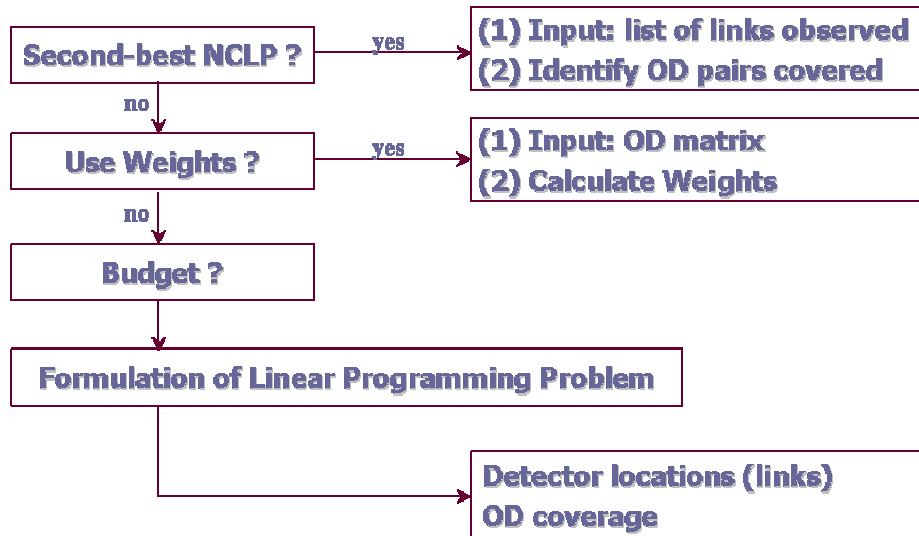 Second-best NCLP ?
yes
(1) Input: list of links observed
(2) Identify OD pairs covered
no
Use Weights ?
yes
(1) Input: OD matrix
(2) Calculate Weights
no
Budget ?
Formulation of Linear Programming Problem
Detector locations (links)
OD coverage